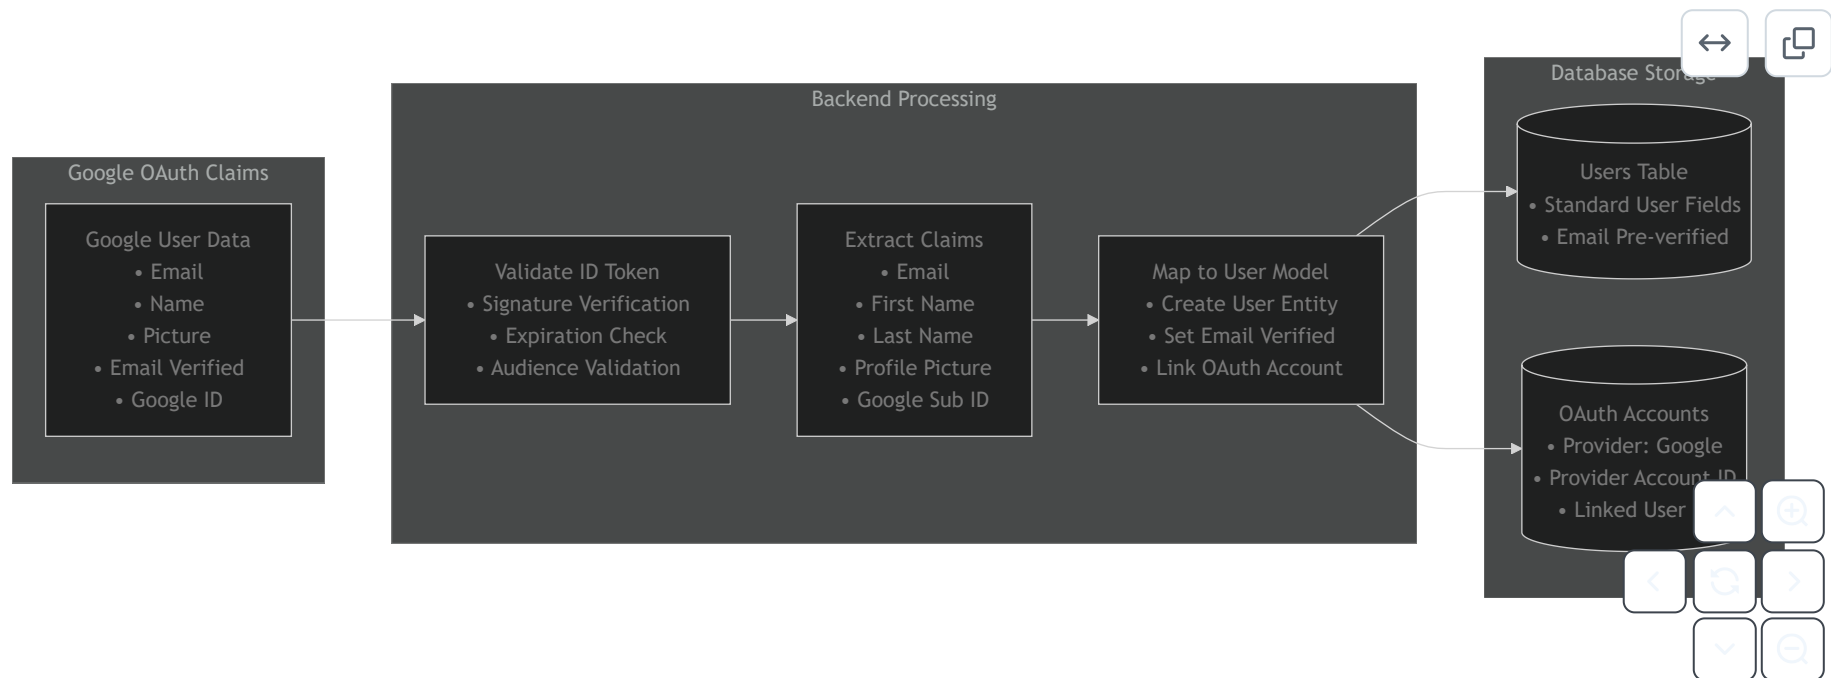 Google OAuth Claims
Google User Data
• Email
• Name
• Picture
• Email Verified
• Google ID
Backend Processing
Validate ID Token
• Signature Verification
• Expiration Check
• Audience Validation
Extract Claims
• Email
• First Name
• Last Name
• Profile Picture
• Google Sub ID
Map to User Model
• Create User Entity
• Set Email Verified
• Link OAuth Account
Database Storage
Users Table
• Standard User Fields
• Email Pre-verified
OAuth Accounts
• Provider: Google
• Provider Account ID
• Linked User